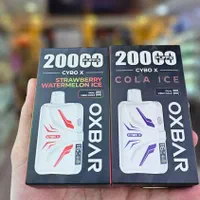 20000
CYBO X
STRAWBERRY
WATERMELON ICE
OXBAR
20000
CYBO X
COLA ICE
OXBAR